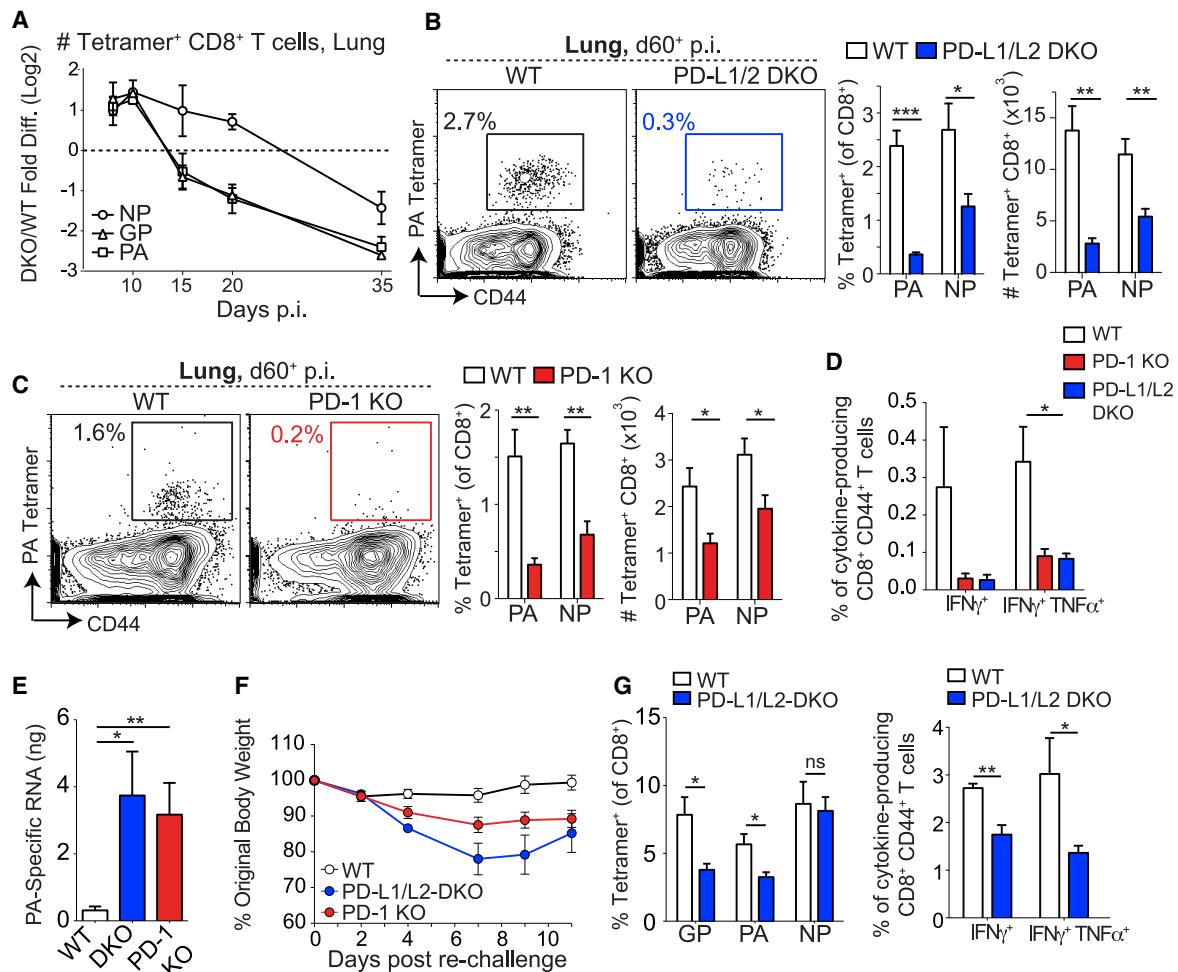 A
# Tetramer⁺ CD8⁺ T cells, Lung
DKO/WT Fold Diff. (Log2)
2
1
0
-1
-2
-3
NP
GP
PA
10
15
20
35
Days p.i.
B
Lung, d60⁺ p.i.
WT
PD-L1/2 DKO
2.7%
0.3%
PA Tetramer
CD44
WT
PD-L1/L2 DKO
% Tetramer⁺ (of CD8⁺)
4
3
2
1
0
***
*
PA
NP
# Tetramer⁺ CD8⁺ (x10³)
15
10
5
0
**
**
PA
NP
C
Lung, d60⁺ p.i.
WT
PD-1 KO
1.6%
0.2%
PA Tetramer
CD44
WT
PD-1 KO
% Tetramer⁺ (of CD8⁺)
2
1
0
**
**
PA
NP
# Tetramer⁺ CD8⁺ (x10³)
4
3
2
1
0
*
*
PA
NP
D
WT
PD-1 KO
PD-L1/L2
DKO
% of cytokine-producing
CD8⁺ CD44⁺ T cells
0.5
0.4
0.3
0.2
0.1
0.0
*
IFNγ⁺
IFNγ⁺ TNFα⁺
E
PA-Specific RNA (ng)
6
4
2
0
**
*
WT
DKO
PD-1
KO
F
% Original Body Weight
110
100
90
80
70
60
WT
PD-L1/L2-DKO
PD-1 KO
0
2
4
6
8
10
Days post re-challenge
G
WT
PD-L1/L2-DKO
% Tetramer⁺ (of CD8⁺)
15
10
5
0
*
*
ns
GP
PA
NP
WT
PD-L1/L2 DKO
% of cytokine-producing
CD8⁺ CD44⁺ T cells
4
3
2
1
0
**
*
IFNγ⁺
IFNγ⁺ TNFα⁺